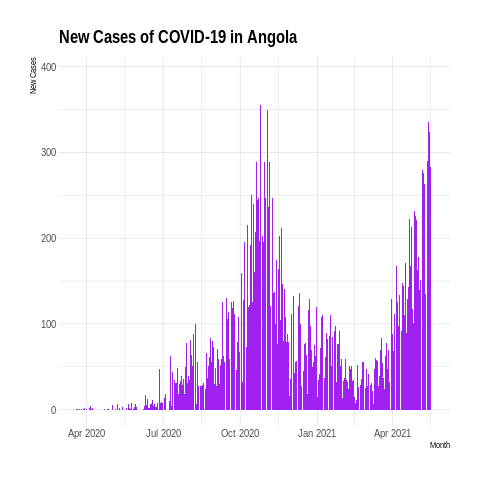 New Cases of COVID-19 in Angola
New Cases
400
300
200
100
0
Apr 2020 Jul 2020 Oct 2020 Jan 2021 Apr 2021
Month